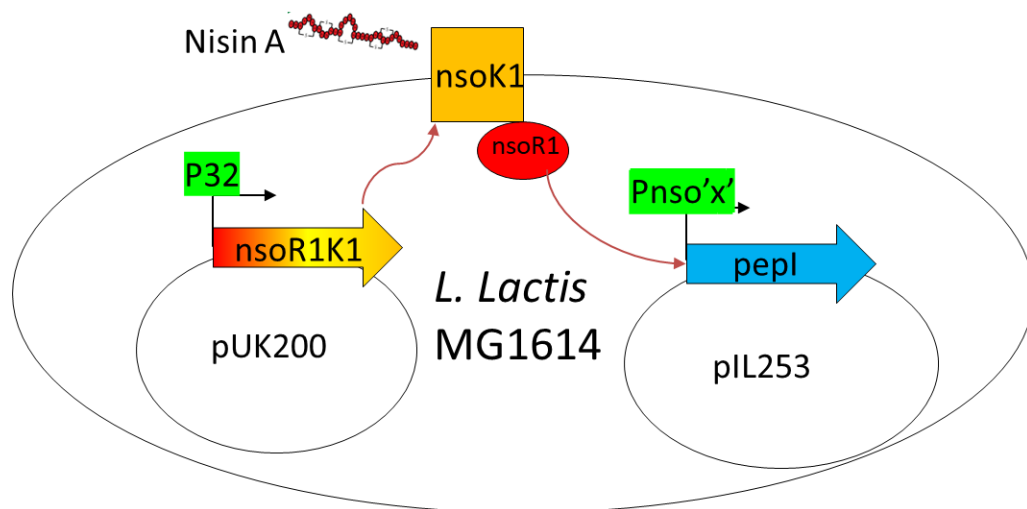 Nisin A
nsoK1
nsoR1
P32
Pnso’x’
nsoR1K1
pepI
L. Lactis
MG1614
pUK200
pIL253